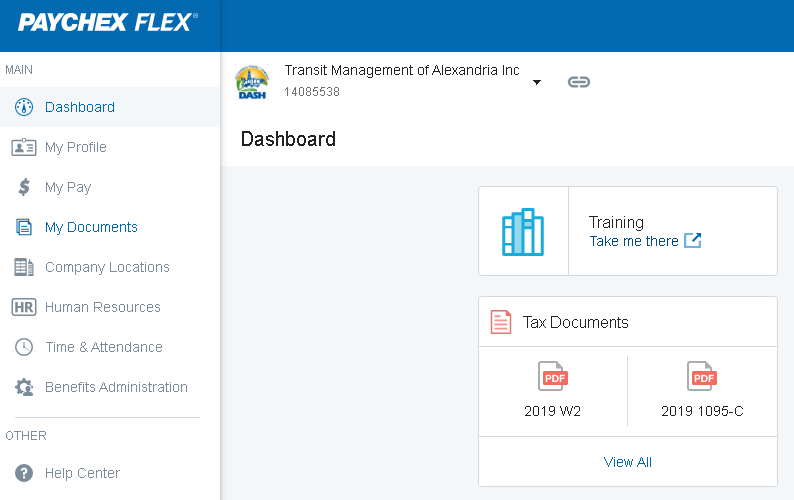 PAYCHEX FLEX®
MAIN
Dashboard
My Profile
$ My Pay
My Documents
Company Locations
HR Human Resources
Time & Attendance
Benefits Administration
OTHER
? Help Center
DASH
Transit Management of Alexandria Inc
14085538
Dashboard
Training
Take me there
Tax Documents
PDF PDF
2019 W2 2019 1095-C
View All